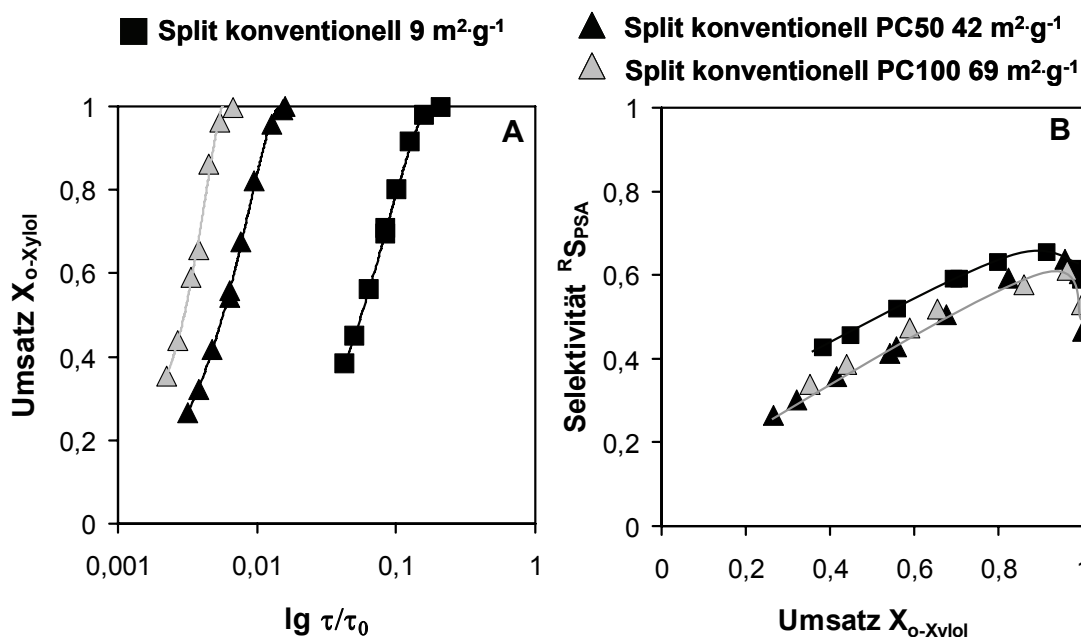 Split konventionell 9 m²·g⁻¹
Split konventionell PC50 42 m²·g⁻¹
Split konventionell PC100 69 m²·g⁻¹
A
B
Umsatz X o-Xylol
1
0,8
0,6
0,4
0,2
0
0,001
0,01
0,1
1
lg τ/τ₀
Selektivität ᴿS PSA
1
0,8
0,6
0,4
0,2
0
0
0,2
0,4
0,6
0,8
1
Umsatz X o-Xylol